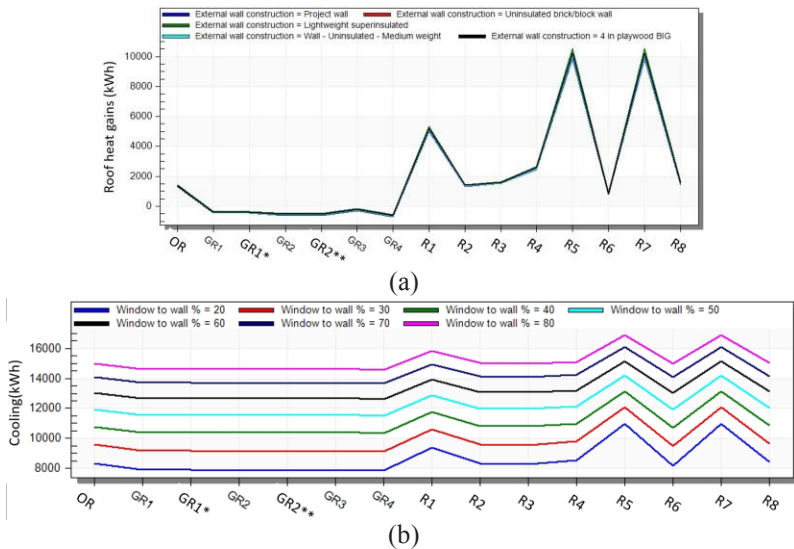 External wall construction = Project wall External wall construction = Uninsulated brick/block wall
External wall construction = Lightweight superinsulated
External wall construction = Wall - Uninsulated - Medium weight External wall construction = 4 in playwood BIG
Roof heat gains (kWh)
10000
8000
6000
4000
2000
0
OR GR1 GR1* GR2 GR2** GR3 GR4 R1 R2 R3 R4 R5 R6 R7 R8
(a)
Window to wall % = 20 Window to wall % = 30 Window to wall % = 40 Window to wall % = 50
Window to wall % = 60 Window to wall % = 70 Window to wall % = 80
Cooling(kWh)
16000
14000
12000
10000
8000
OR GR1 GR1* GR2 GR2** GR3 GR4 R1 R2 R3 R4 R5 R6 R7 R8
(b)